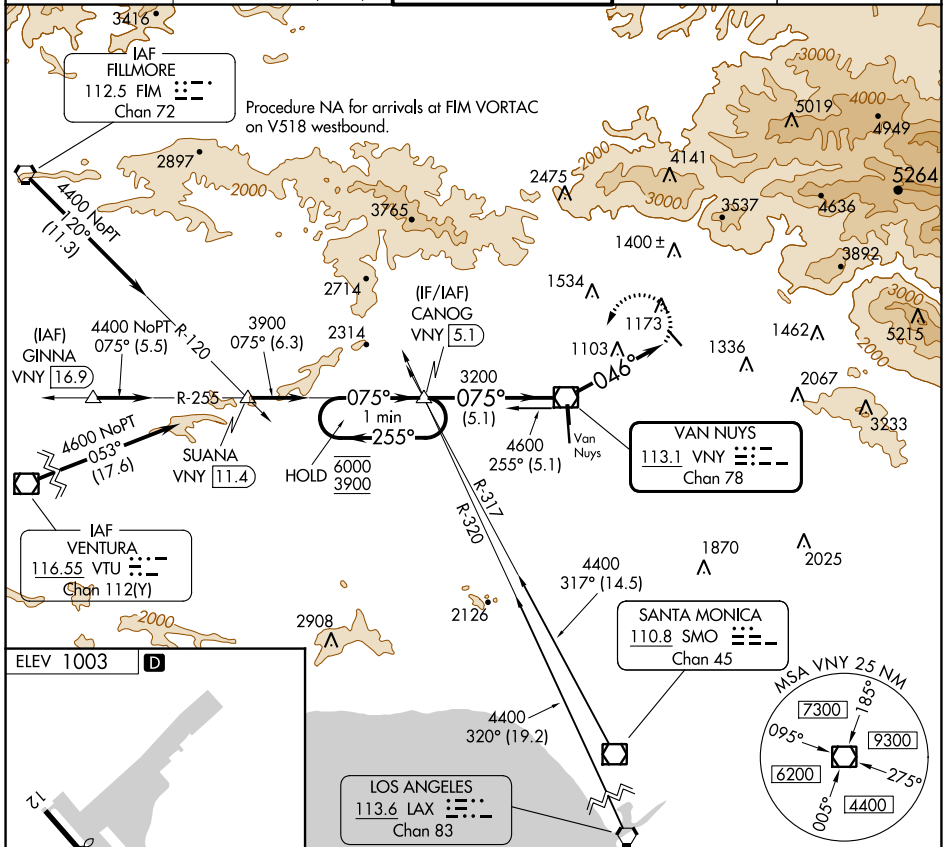 3416
IAF
FILLMORE
112.5 FIM
Chan 72
Procedure NA for arrivals at FIM VORTAC
on V518 westbound.
3000
5019
4000
4949
2897
2000
2000
4141
2475
3000
5264
4400 NoPT
120°
(11.3)
3765
3537
4636
1400 ±
3892
2714
1534
3000
(IF/IAF)
CANOG
VNY 5.1
1173
5215
(IAF)
GINNA
VNY 16.9
4400 NoPT
075° (5.5)
R-120
3900
075° (6.3)
2314
1462
2000
1103
1336
046°
3200
R-255
075°
1 min
255°
075°
(5.1)
2067
3233
4600 NoPT
053°
(17.6)
SUANA
VNY 11.4
HOLD
6000
3900
4600
255° (5.1)
Van
Nuys
VAN NUYS
113.1 VNY
Chan 78
R-317
R-320
IAF
VENTURA
116.55 VTU
Chan 112(Y)
1870
2025
4400
317° (14.5)
2126
2000
2908
SANTA MONICA
110.8 SMO
Chan 45
ELEV 1003
D
MSA VNY 25 NM
7300
185°
095°
9300
6200
275°
005°
4400
4400
320° (19.2)
LOS ANGELES
113.6 LAX
Chan 83
12